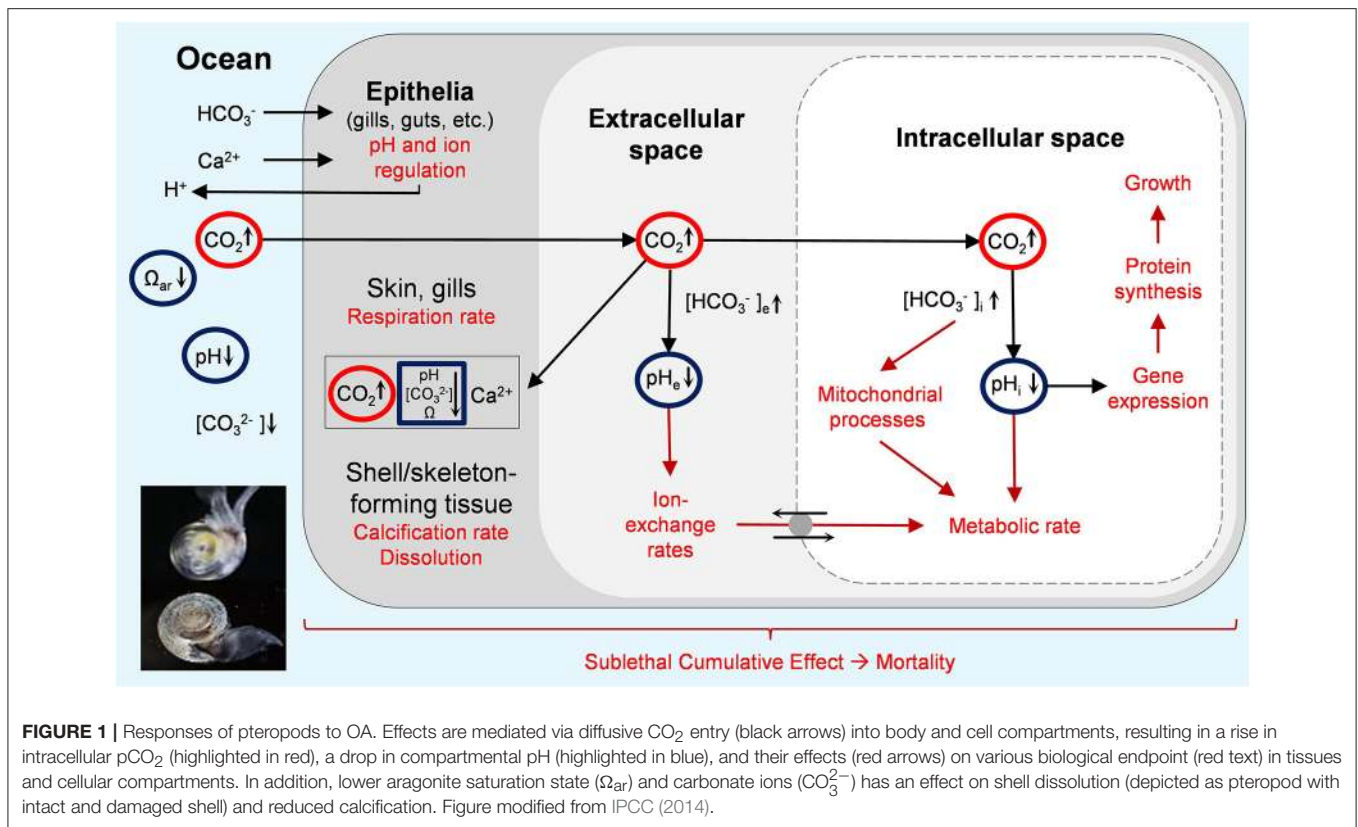 Ocean
HCO₃⁻
Ca²⁺
H⁺
CO₂↑
Ωar↓
pH↓
[CO₃²⁻]↓
Epithelia
(gills, guts, etc.)
pH and ion
regulation
Skin, gills
Respiration rate
CO₂↑
pH
[CO₃²⁻]
Ω
↓
Ca²⁺
Shell/skeleton-
forming tissue
Calcification rate
Dissolution
Extracellular
space
CO₂↑
[HCO₃⁻]e↑
pHe↓
Ion-
exchange
rates
Intracellular space
CO₂↑
[HCO₃⁻]i↑
pHi↓
Mitochondrial
processes
Metabolic rate
Growth
Protein
synthesis
Gene
expression
Sublethal Cumulative Effect → Mortality
FIGURE 1 | Responses of pteropods to OA. Effects are mediated via diffusive CO₂ entry (black arrows) into body and cell compartments, resulting in a rise in
intracellular pCO₂ (highlighted in red), a drop in compartmental pH (highlighted in blue), and their effects (red arrows) on various biological endpoint (red text) in tissues
and cellular compartments. In addition, lower aragonite saturation state (Ωar) and carbonate ions (CO₃²⁻) has an effect on shell dissolution (depicted as pteropod with
intact and damaged shell) and reduced calcification. Figure modified from IPCC (2014).